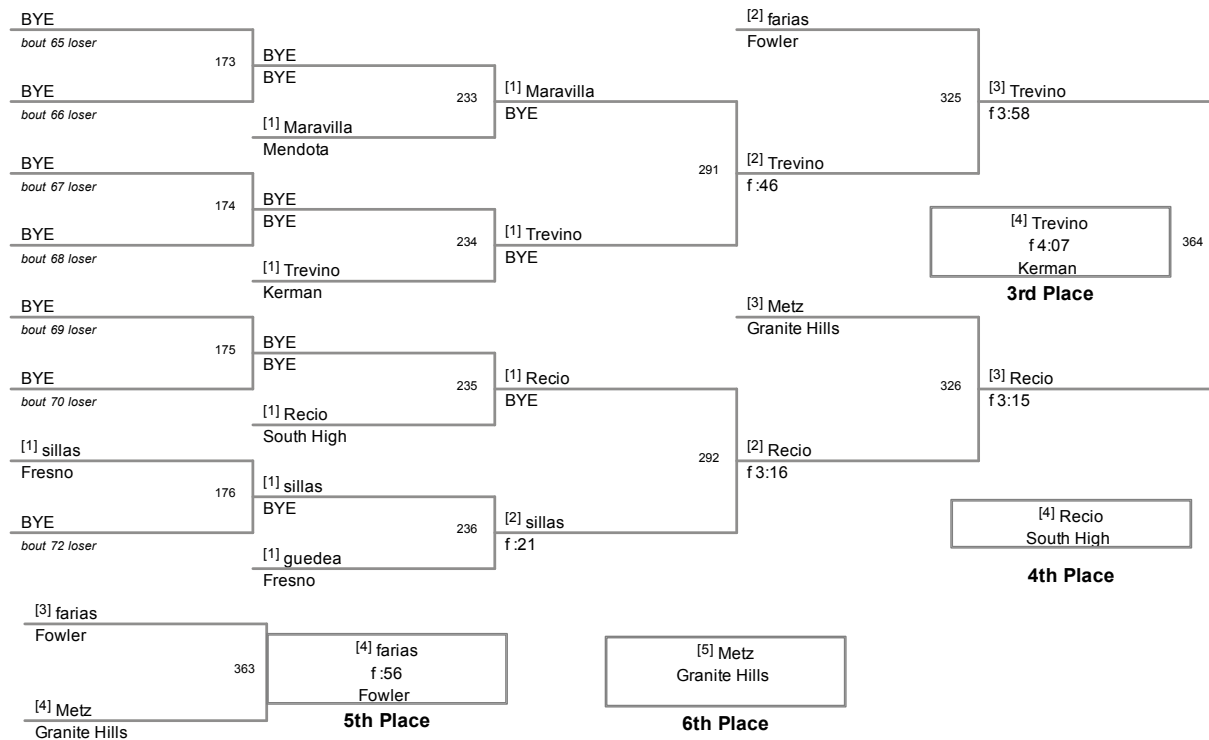 BYE
bout 65 loser
173
BYE
bout 66 loser
BYE
BYE
233
[1] Maravilla
Mendota
[1] Maravilla
BYE
BYE
bout 67 loser
174
BYE
bout 68 loser
BYE
BYE
234
[1] Trevino
Kerman
[1] Trevino
BYE
291
[2] Trevino
f :46
[2] farias
Fowler
325
[3] Trevino
f 3:58
[4] Trevino
f 4:07
Kerman
364
3rd Place
BYE
bout 69 loser
175
BYE
bout 70 loser
BYE
BYE
235
[1] Recio
South High
[1] Recio
BYE
[1] sillas
Fresno
176
BYE
bout 72 loser
[1] sillas
BYE
236
[1] guedea
Fresno
[2] sillas
f :21
292
[2] Recio
f 3:16
[3] Metz
Granite Hills
326
[3] Recio
f 3:15
[4] Recio
South High
4th Place
[3] farias
Fowler
363
[4] Metz
Granite Hills
[4] farias
f :56
Fowler
5th Place
[5] Metz
Granite Hills
6th Place